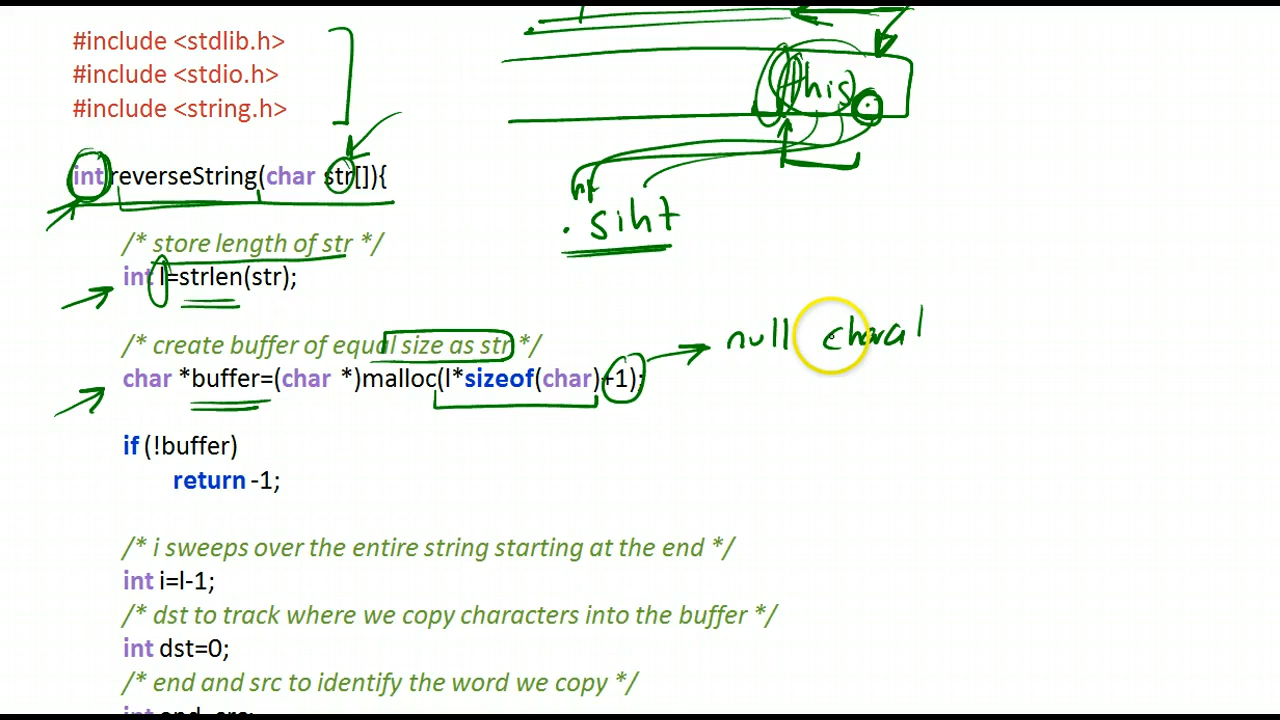 #include <stdlib.h>
#include <stdio.h>
#include <string.h>
this.
int reverseString(char str[]){
.siht
/* store length of str */
int l=strlen(str);
/* create buffer of equal size as str */
null
char *buffer=(char *)malloc(l*sizeof(char)+1);
if (!buffer)
return -1;
/* i sweeps over the entire string starting at the end */
int i=l-1;
/* dst to track where we copy characters into the buffer */
int dst=0;
/* end and src to identify the word we copy */